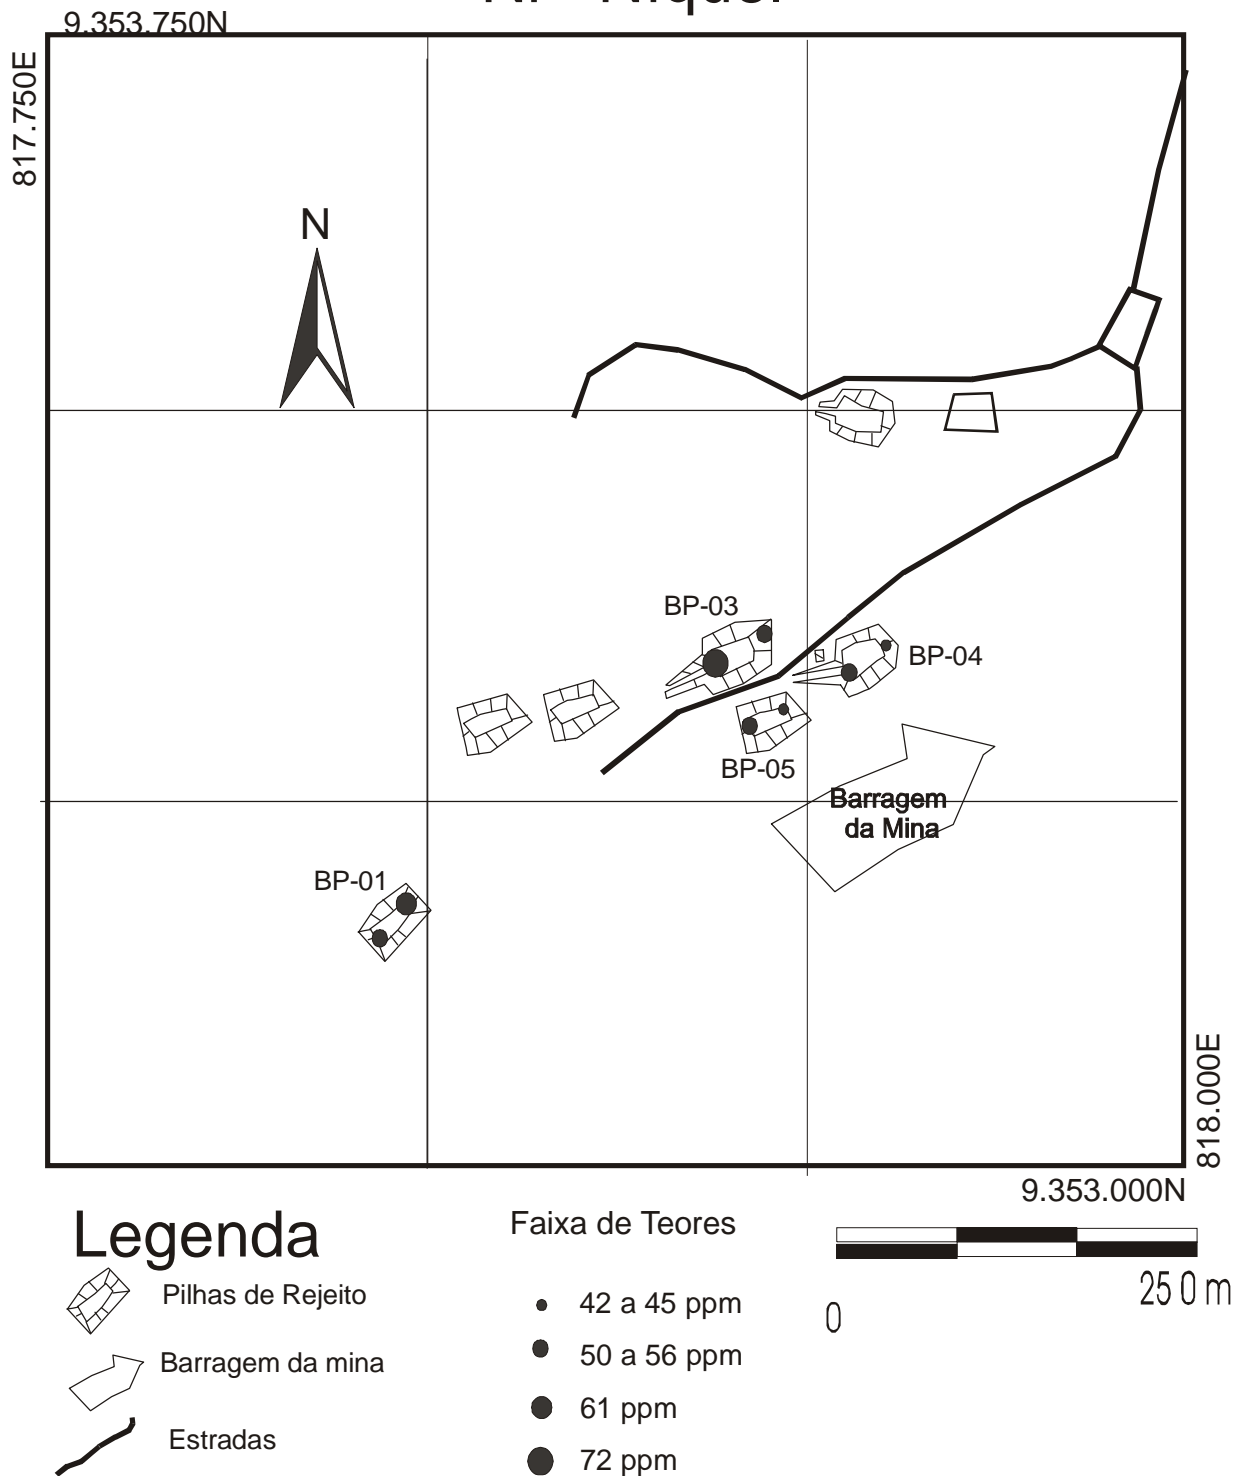 9.353.750N
817.750E
N
BP-03
BP-04
BP-05
Barragem
da Mina
BP-01
818.000E
9.353.000N
Legenda
Pilhas de Rejeito
Barragem da mina
Estradas
Faixa de Teores
42 a 45 ppm
50 a 56 ppm
61 ppm
72 ppm
0
250 m